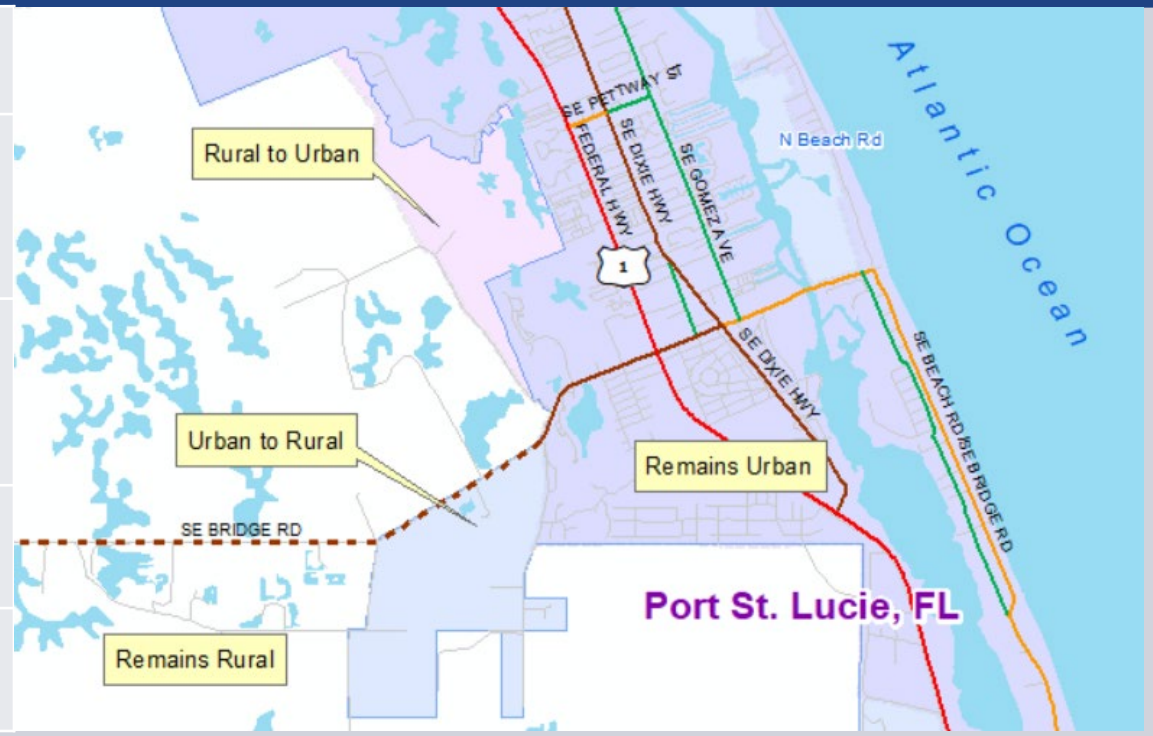 Atlantic Ocean
SE PETTWAY ST
N Beach Rd
Rural to Urban
SE FEDERAL HWY
SE DIXIE HWY
SE GOMEZ AVE
1
SE DIXIE HWY
SE BEACH RD/SE BRIDGE RD
Urban to Rural
Remains Urban
SE BRIDGE RD
Port St. Lucie, FL
Remains Rural